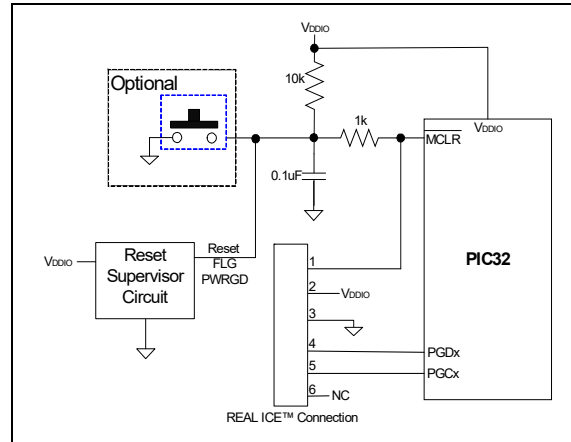 VDDIO
Optional
10k
1k
VDDIO
MCLR
0.1uF
PIC32
VDDIO
Reset
Supervisor
Circuit
Reset
FLG
PWRGD
1
2
VDDIO
3
4
PGDx
5
PGCx
6
NC
REAL ICE™ Connection